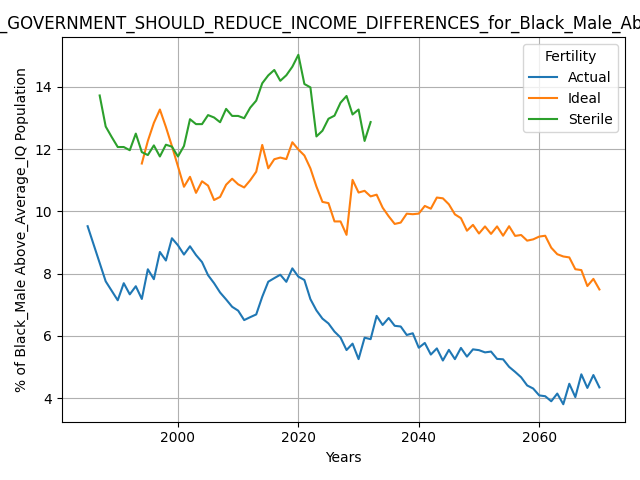 _GOVERNMENT_SHOULD_REDUCE_INCOME_DIFFERENCES_for_Black_Male_Ab
Fertility
Actual
Ideal
Sterile
% of Black_Male Above_Average_IQ Population
14
12
10
8
6
4
2000 2020 2040 2060
Years